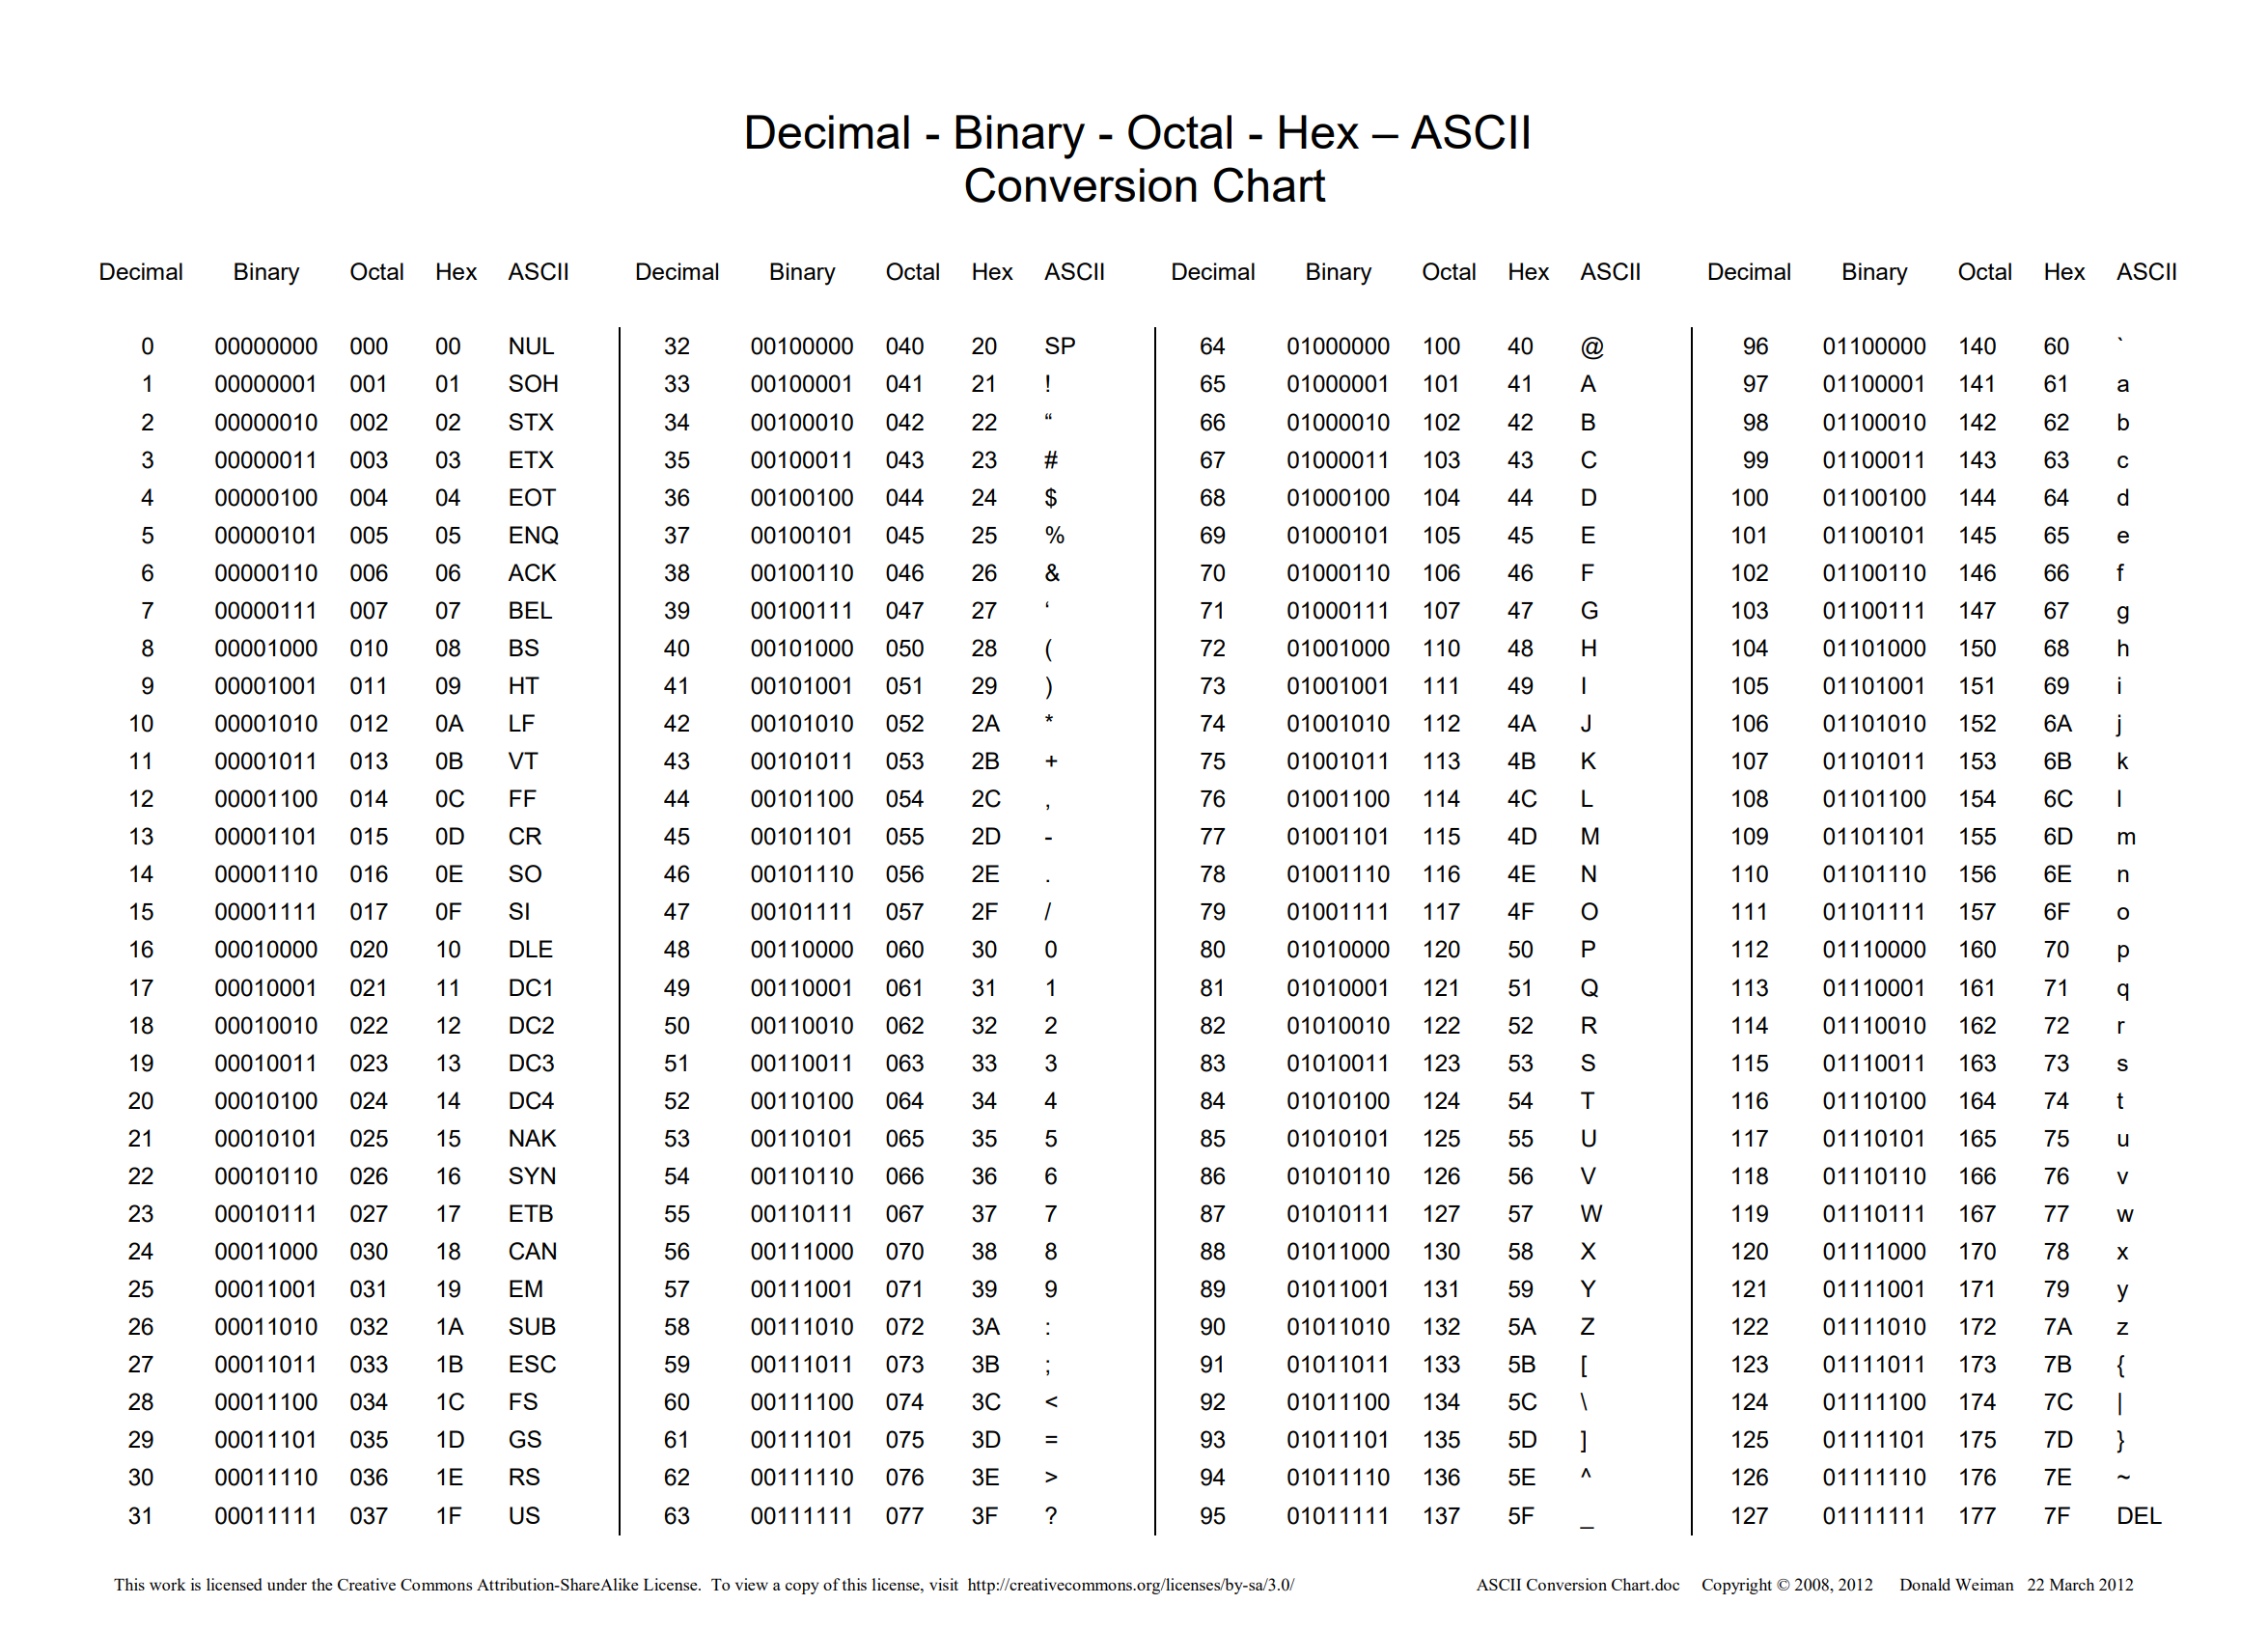 Decimal - Binary - Octal - Hex – ASCII
Conversion Chart
Decimal Binary Octal Hex ASCII Decimal Binary Octal Hex ASCII Decimal Binary Octal Hex ASCII Decimal Binary Octal Hex ASCII
0 00000000 000 00 NUL 32 00100000 040 20 SP 64 01000000 100 40 @ 96 01100000 140 60 `
1 00000001 001 01 SOH 33 00100001 041 21 ! 65 01000001 101 41 A 97 01100001 141 61 a
2 00000010 002 02 STX 34 00100010 042 22 “ 66 01000010 102 42 B 98 01100010 142 62 b
3 00000011 003 03 ETX 35 00100011 043 23 # 67 01000011 103 43 C 99 01100011 143 63 c
4 00000100 004 04 EOT 36 00100100 044 24 $ 68 01000100 104 44 D 100 01100100 144 64 d
5 00000101 005 05 ENQ 37 00100101 045 25 % 69 01000101 105 45 E 101 01100101 145 65 e
6 00000110 006 06 ACK 38 00100110 046 26 & 70 01000110 106 46 F 102 01100110 146 66 f
7 00000111 007 07 BEL 39 00100111 047 27 ‘ 71 01000111 107 47 G 103 01100111 147 67 g
8 00001000 010 08 BS 40 00101000 050 28 ( 72 01001000 110 48 H 104 01101000 150 68 h
9 00001001 011 09 HT 41 00101001 051 29 ) 73 01001001 111 49 I 105 01101001 151 69 i
10 00001010 012 0A LF 42 00101010 052 2A * 74 01001010 112 4A J 106 01101010 152 6A j
11 00001011 013 0B VT 43 00101011 053 2B + 75 01001011 113 4B K 107 01101011 153 6B k
12 00001100 014 0C FF 44 00101100 054 2C , 76 01001100 114 4C L 108 01101100 154 6C l
13 00001101 015 0D CR 45 00101101 055 2D - 77 01001101 115 4D M 109 01101101 155 6D m
14 00001110 016 0E SO 46 00101110 056 2E . 78 01001110 116 4E N 110 01101110 156 6E n
15 00001111 017 0F SI 47 00101111 057 2F / 79 01001111 117 4F O 111 01101111 157 6F o
16 00010000 020 10 DLE 48 00110000 060 30 0 80 01010000 120 50 P 112 01110000 160 70 p
17 00010001 021 11 DC1 49 00110001 061 31 1 81 01010001 121 51 Q 113 01110001 161 71 q
18 00010010 022 12 DC2 50 00110010 062 32 2 82 01010010 122 52 R 114 01110010 162 72 r
19 00010011 023 13 DC3 51 00110011 063 33 3 83 01010011 123 53 S 115 01110011 163 73 s
20 00010100 024 14 DC4 52 00110100 064 34 4 84 01010100 124 54 T 116 01110100 164 74 t
21 00010101 025 15 NAK 53 00110101 065 35 5 85 01010101 125 55 U 117 01110101 165 75 u
22 00010110 026 16 SYN 54 00110110 066 36 6 86 01010110 126 56 V 118 01110110 166 76 v
23 00010111 027 17 ETB 55 00110111 067 37 7 87 01010111 127 57 W 119 01110111 167 77 w
24 00011000 030 18 CAN 56 00111000 070 38 8 88 01011000 130 58 X 120 01111000 170 78 x
25 00011001 031 19 EM 57 00111001 071 39 9 89 01011001 131 59 Y 121 01111001 171 79 y
26 00011010 032 1A SUB 58 00111010 072 3A : 90 01011010 132 5A Z 122 01111010 172 7A z
27 00011011 033 1B ESC 59 00111011 073 3B ; 91 01011011 133 5B [ 123 01111011 173 7B {
28 00011100 034 1C FS 60 00111100 074 3C < 92 01011100 134 5C \ 124 01111100 174 7C |
29 00011101 035 1D GS 61 00111101 075 3D = 93 01011101 135 5D ] 125 01111101 175 7D }
30 00011110 036 1E RS 62 00111110 076 3E > 94 01011110 136 5E ^ 126 01111110 176 7E ~
31 00011111 037 1F US 63 00111111 077 3F ? 95 01011111 137 5F _ 127 01111111 177 7F DEL
This work is licensed under the Creative Commons Attribution-ShareAlike License. To view a copy of this license, visit http://creativecommons.org/licenses/by-sa/3.0/ ASCII Conversion Chart.doc Copyright © 2008, 2012 Donald Weiman 22 March 2012